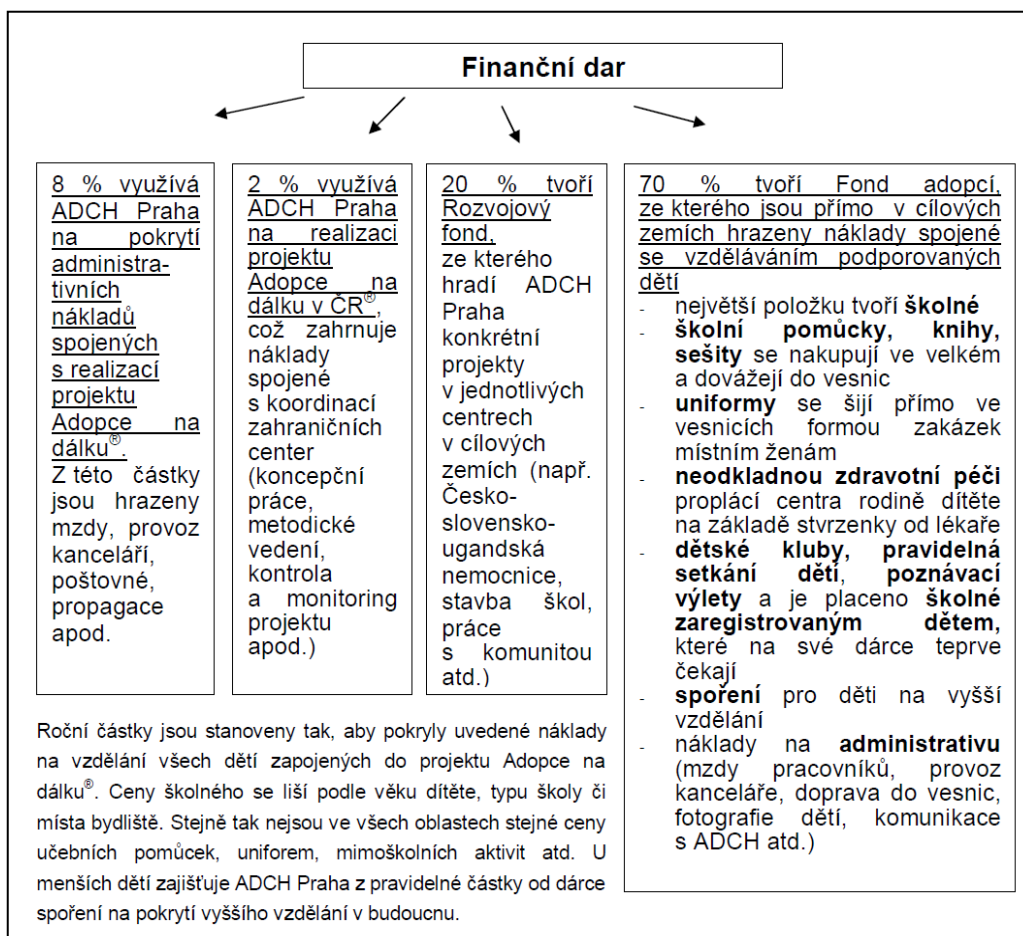 Finanční dar
8 % využívá
ADCH Praha
na pokrytí
administra-
tivních
nákladů
spojených
s realizací
projektu
Adopce na
dálku®.
Z této částky
jsou hrazeny
mzdy, provoz
kanceláří,
poštovné,
propagace
apod.
2 % využívá
ADCH Praha
na realizaci
projektu
Adopce na
dálku v ČR®,
což zahrnuje
náklady
spojené
s koordinací
zahraničních
center
(koncepční
práce,
metodické
vedení,
kontrola
a monitoring
projektu
apod.)
20 % tvoří
Rozvojový
fond,
ze kterého
hradí ADCH
Praha
konkrétní
projekty
v jednotlivých
centrech
v cílových
zemích (např.
Česko-
slovensko-
ugandská
nemocnice,
stavba škol,
práce
s komunitou
atd.)
70 % tvoří Fond adopcí,
ze kterého jsou přímo v cílových
zemích hrazeny náklady spojené
se vzděláváním podporovaných
dětí
- největší položku tvoří školné
- školní pomůcky, knihy,
sešity se nakupují ve velkém
a dovážejí do vesnic
- uniformy se šijí přímo ve
vesnicích formou zakázek
místním ženám
- neodkladnou zdravotní péči
proplácí centra rodině dítěte
na základě stvrzenky od lékaře
- dětské kluby, pravidelná
setkání dětí, poznávací
výlety a je placeno školné
zaregistrovaným dětem,
které na své dárce teprve
čekají
- spoření pro děti na vyšší
vzdělání
- náklady na administrativu
(mzdy pracovníků, provoz
kanceláře, doprava do vesnic,
fotografie dětí, komunikace
s ADCH atd.)
Roční částky jsou stanoveny tak, aby pokryly uvedené náklady
na vzdělání všech dětí zapojených do projektu Adopce na
dálku®. Ceny školného se liší podle věku dítěte, typu školy či
místa bydliště. Stejně tak nejsou ve všech oblastech stejné ceny
učebních pomůcek, uniforem, mimoškolních aktivit atd. U
menších dětí zajišťuje ADCH Praha z pravidelné částky od dárce
spoření na pokrytí vyššího vzdělání v budoucnu.